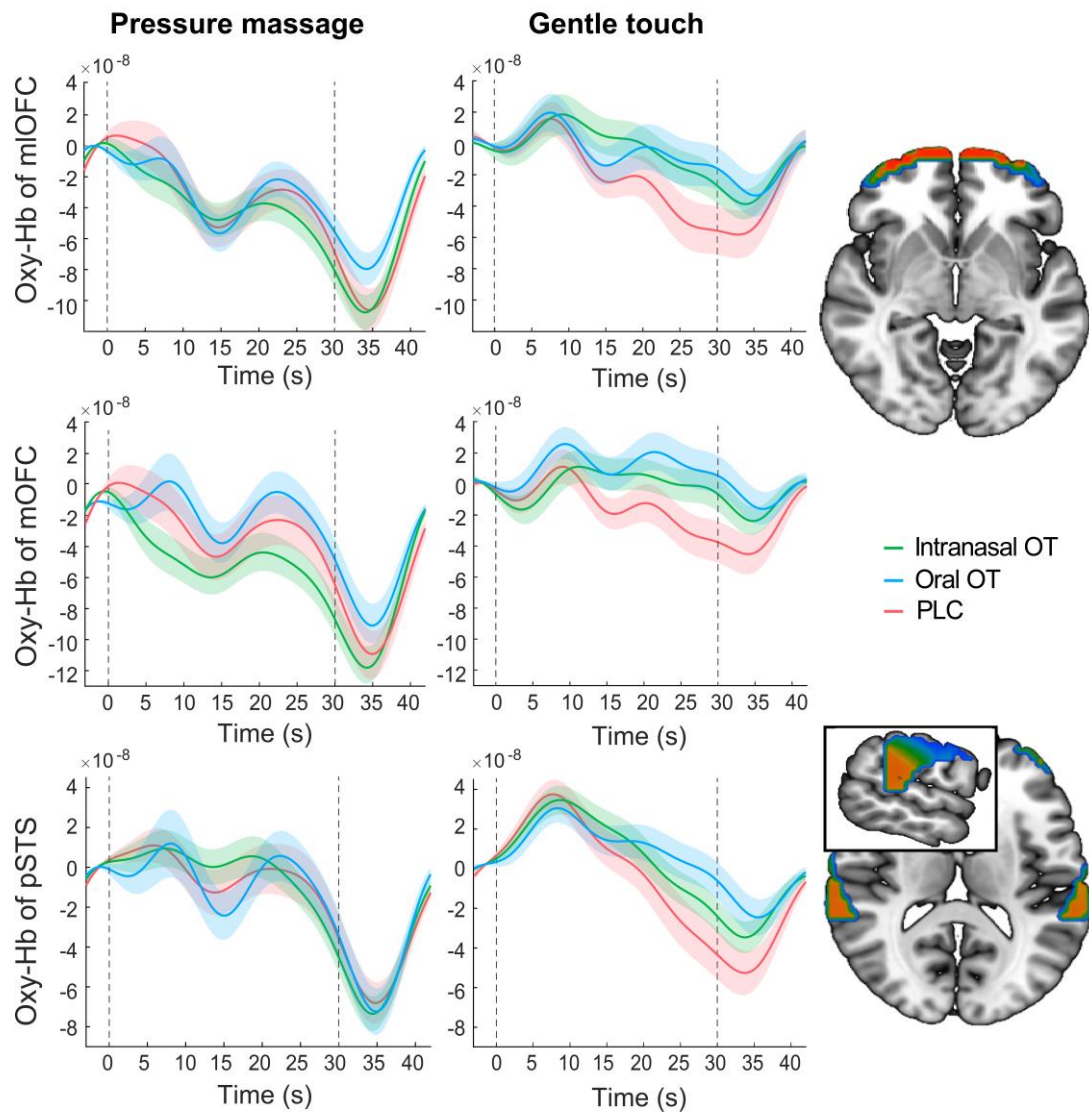 Pressure massage
Gentle touch
×10⁻⁸
4
2
0
-2
-4
-6
-8
-10
Oxy-Hb of mlOFC
0 5 10 15 20 25 30 35 40
Time (s)
×10⁻⁸
4
2
0
-2
-4
-6
-8
-10
0 5 10 15 20 25 30 35 40
Time (s)
×10⁻⁸
4
2
0
-2
-4
-6
-8
-10
-12
Oxy-Hb of mOFC
0 5 10 15 20 25 30 35 40
Time (s)
×10⁻⁸
4
2
0
-2
-4
-6
-8
-10
-12
0 5 10 15 20 25 30 35 40
Time (s)
Intranasal OT
Oral OT
PLC
×10⁻⁸
4
2
0
-2
-4
-6
-8
Oxy-Hb of pSTS
0 5 10 15 20 25 30 35 40
Time (s)
×10⁻⁸
4
2
0
-2
-4
-6
-8
0 5 10 15 20 25 30 35 40
Time (s)